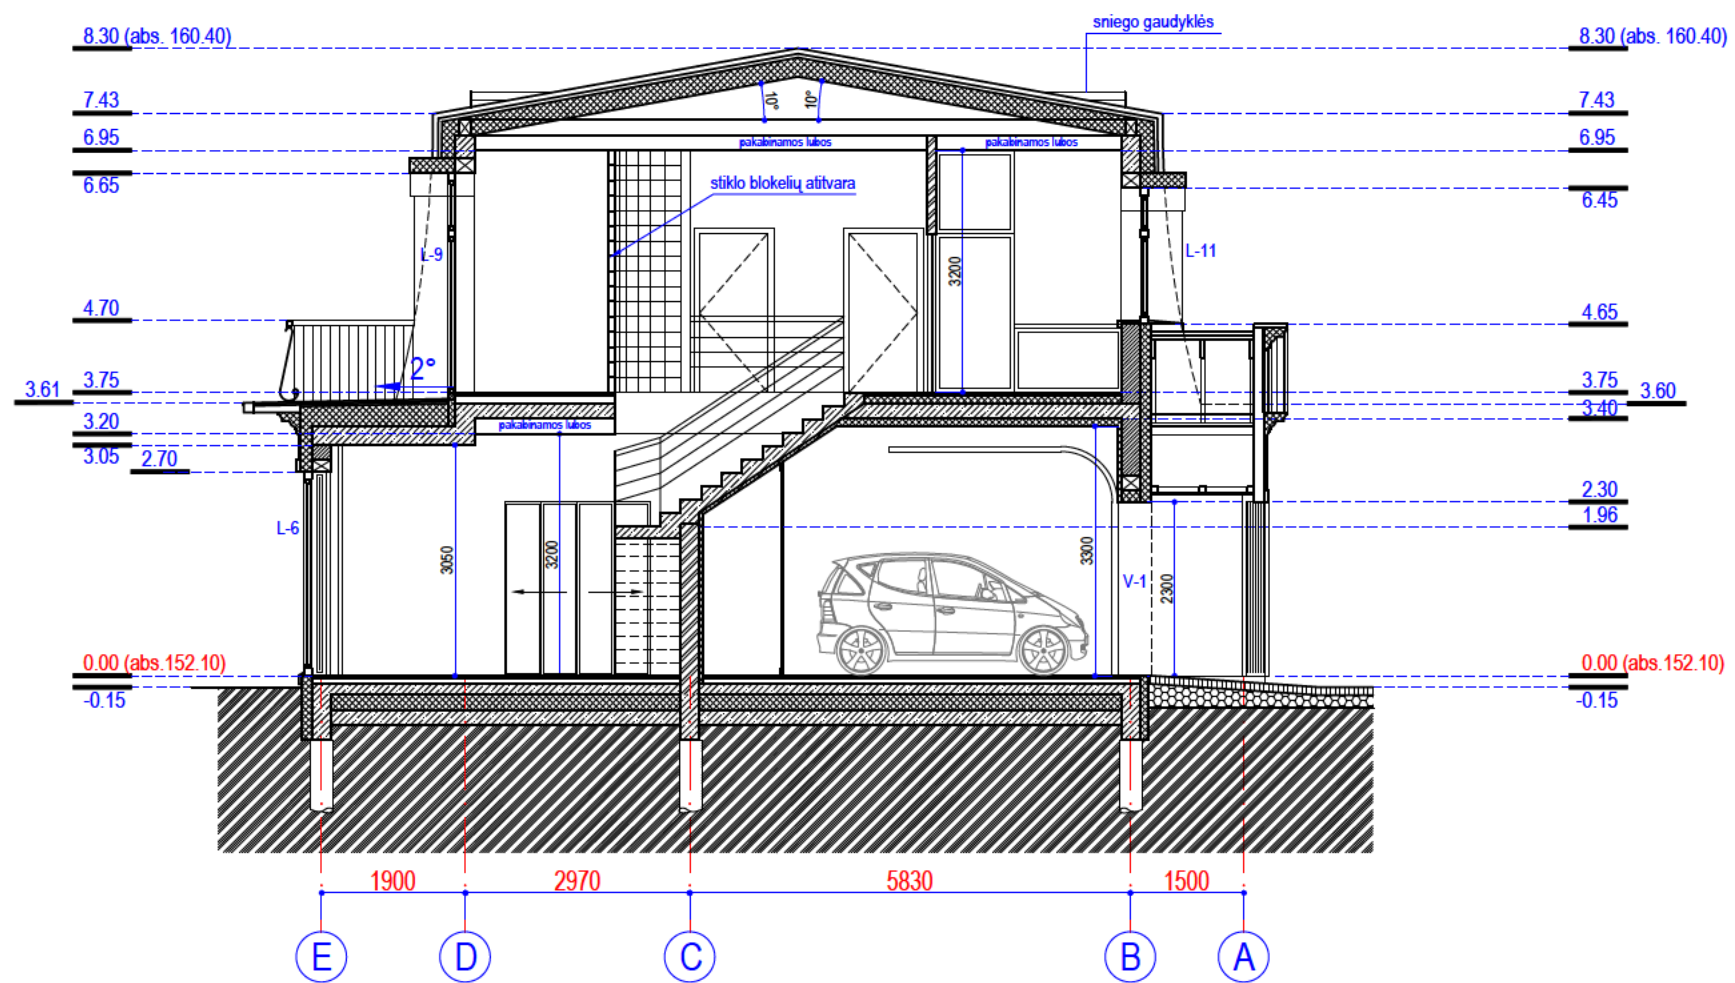 sniego gaudyklės
8.30 (abs. 160.40)
8.30 (abs. 160.40)
7.43
10°
10°
7.43
6.95
pakabinamos lubos
pakabinamos lubos
6.95
6.65
stiklo blokelių atitvara
6.45
L-9
3200
L-11
4.70
4.65
2°
3.61
3.75
3.75
3.60
3.20
pakabinamos lubos
3.40
3.05
2.70
2.30
1.96
L-6
3050
3200
3300
V-1
2300
0.00 (abs.152.10)
0.00 (abs.152.10)
-0.15
-0.15
1900
2970
5830
1500
E
D
C
B
A